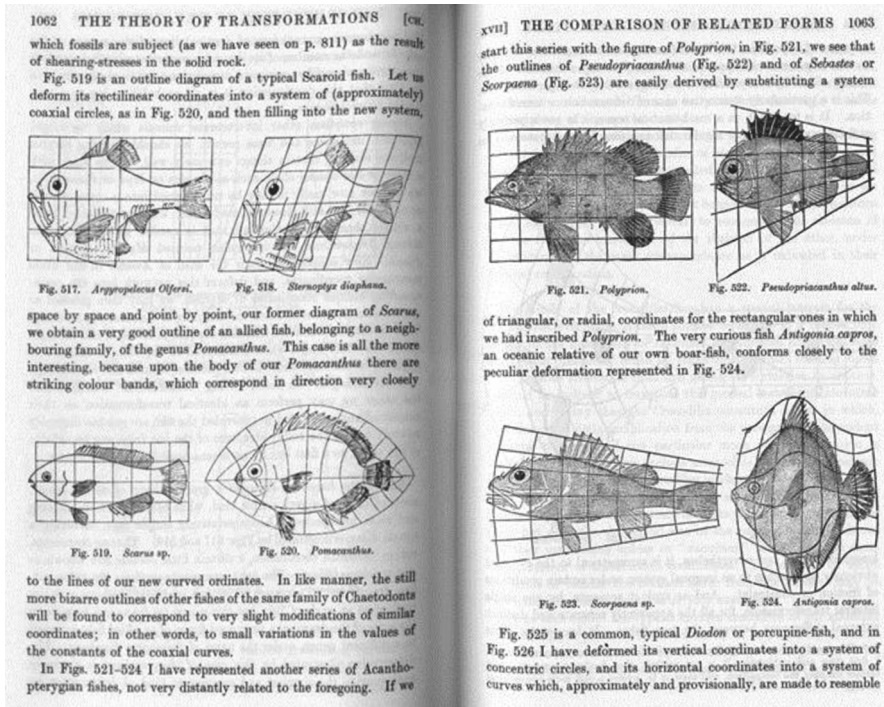 1062 THE THEORY OF TRANSFORMATIONS [CH.
which fossils are subject (as we have seen on p. 811) as the result
of shearing-stresses in the solid rock.
Fig. 519 is an outline diagram of a typical Scaroid fish. Let us
deform its rectilinear coordinates into a system of (approximately)
coaxial circles, as in Fig. 520, and then filling into the new system,
Fig. 517. Argyropelecus Olfersi.
Fig. 518. Sternoptyx diaphana.
space by space and point by point, our former diagram of Scarus,
we obtain a very good outline of an allied fish, belonging to a neigh-
bouring family, of the genus Pomacanthus. This case is all the more
interesting, because upon the body of our Pomacanthus there are
striking colour bands, which correspond in direction very closely
Fig. 519. Scarus sp.
Fig. 520. Pomacanthus.
to the lines of our new curved ordinates. In like manner, the still
more bizarre outlines of other fishes of the same family of Chaetodonts
will be found to correspond to very slight modifications of similar
coordinates; in other words, to small variations in the values of
the constants of the coaxial curves.
In Figs. 521–524 I have represented another series of Acantho-
pterygian fishes, not very distantly related to the foregoing. If we
XVII] THE COMPARISON OF RELATED FORMS 1063
start this series with the figure of Polyprion, in Fig. 521, we see that
the outlines of Pseudopriacanthus (Fig. 522) and of Sebastes or
Scorpaena (Fig. 523) are easily derived by substituting a system
Fig. 521. Polyprion.
Fig. 522. Pseudopriacanthus altus.
of triangular, or radial, coordinates for the rectangular ones in which
we had inscribed Polyprion. The very curious fish Antigonia capros,
an oceanic relative of our own boar-fish, conforms closely to the
peculiar deformation represented in Fig. 524.
Fig. 523. Scorpaena sp.
Fig. 524. Antigonia capros.
Fig. 525 is a common, typical Diodon or porcupine-fish, and in
Fig. 526 I have deformed its vertical coordinates into a system of
concentric circles, and its horizontal coordinates into a system of
curves which, approximately and provisionally, are made to resemble